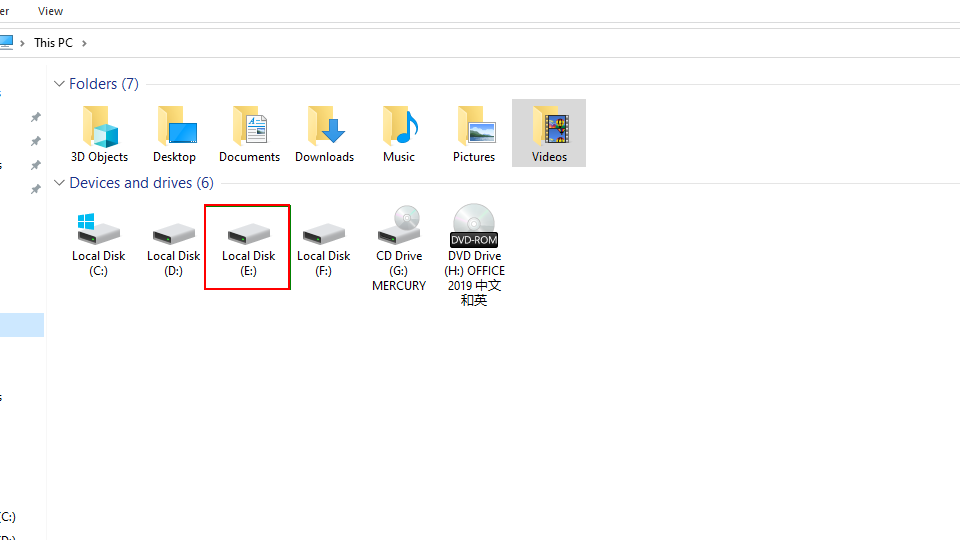 View
This PC
Folders (7)
3D Objects
Desktop
Documents
Downloads
Music
Pictures
Videos
Devices and drives (6)
Local Disk
(C:)
Local Disk
(D:)
Local Disk
(E:)
Local Disk
(F:)
CD Drive
(G:)
MERCURY
DVD-ROM
DVD Drive
(H:) OFFICE
2019 中文
和英
(C:)
(D:)